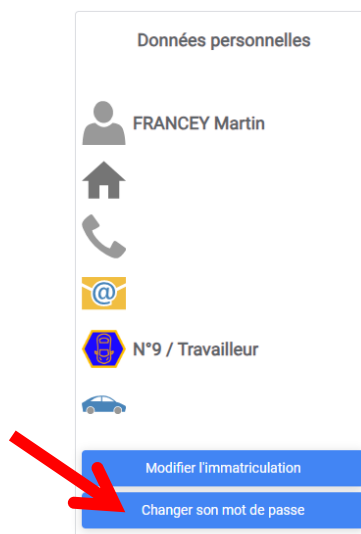 Données personnelles
FRANCEY Martin
@
N°9 / Travailleur
Modifier l'immatriculation
Changer son mot de passe